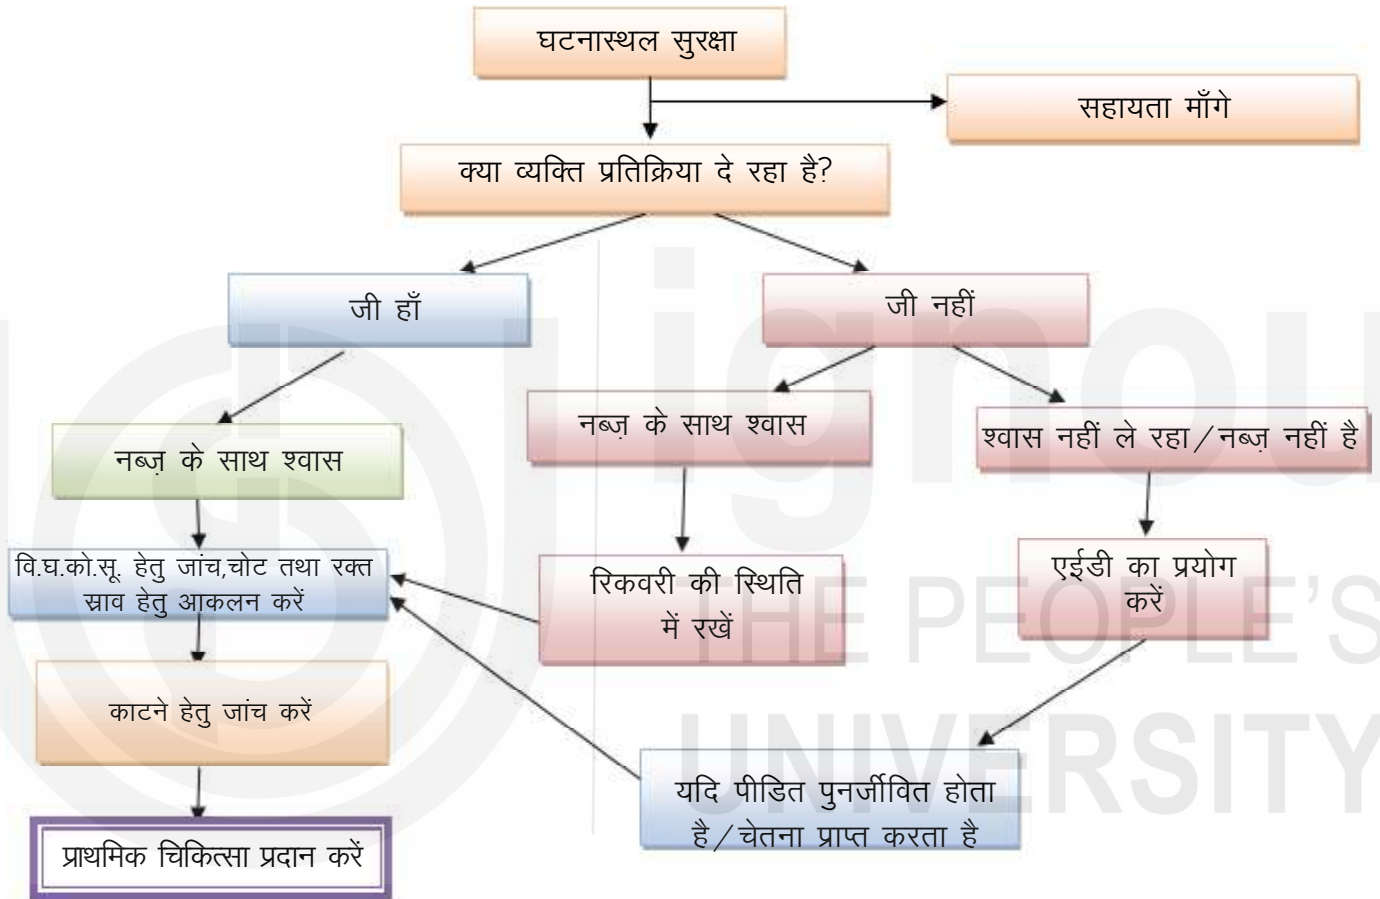 घटनास्थल सुरक्षा
सहायता माँगे
क्या व्यक्ति प्रतिक्रिया दे रहा है?
जी हाँ
जी नहीं
नब्ज़ के साथ श्वास
नब्ज़ के साथ श्वास
श्वास नहीं ले रहा/नब्ज़ नहीं है
वि.घ.को.सू. हेतु जांच,चोट तथा रक्त
स्राव हेतु आकलन करें
रिकवरी की स्थिति
में रखें
एईडी का प्रयोग
करें
काटने हेतु जांच करें
यदि पीडित पुनर्जीवित होता
है/चेतना प्राप्त करता है
प्राथमिक चिकित्सा प्रदान करें
ignou
THE PEOPLE'S
UNIVERSITY